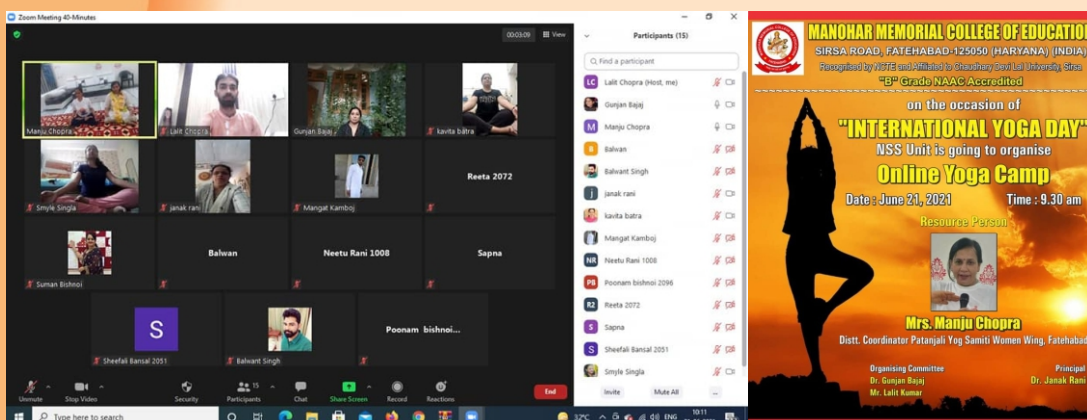 Zoom Meeting 40-Minutes
00:03:09 View
Manju Chopra
Lalit Chopra
Gunjan Bajaj
kavita batra
Smyle Singla
janak rani
Mangat Kamboj
Reeta 2072
Suman Bishnoi
Balwan
Neetu Rani 1008
Sapna
S
Sheefali Bansal 2051
Balwant Singh
Poonam bishnoi...
Unmute
Stop Video
Security
15
Participants
Chat
Share Screen
Record
Reactions
End
Type here to search
32°C
ENG
10:11
Participants (15)
Find a participant
LC Lalit Chopra (Host, me)
Gunjan Bajaj
M Manju Chopra
B Balwan
Balwant Singh
j janak rani
kavita batra
Mangat Kamboj
NR Neetu Rani 1008
PB Poonam bishnoi 2096
R2 Reeta 2072
S Sapna
S Sheefali Bansal 2051
Smyle Singla
Invite
Mute All
...
MANOHAR MEMORIAL COLLEGE OF EDUCATION
SIRSA ROAD, FATEHABAD-125050 (HARYANA) (INDIA)
Recognised by NCTE and Affiliated to Chaudhary Devi Lal University, Sirsa
"B" Grade NAAC Accredited
on the occasion of
"INTERNATIONAL YOGA DAY"
NSS Unit is going to organise
Online Yoga Camp
Date : June 21, 2021 Time : 9.30 am
Resource Person
Mrs. Manju Chopra
Distt. Coordinator Patanjali Yog Samiti Women Wing, Fatehabad
Organising Committee
Dr. Gunjan Bajaj
Mr. Lalit Kumar
Principal
Dr. Janak Rani